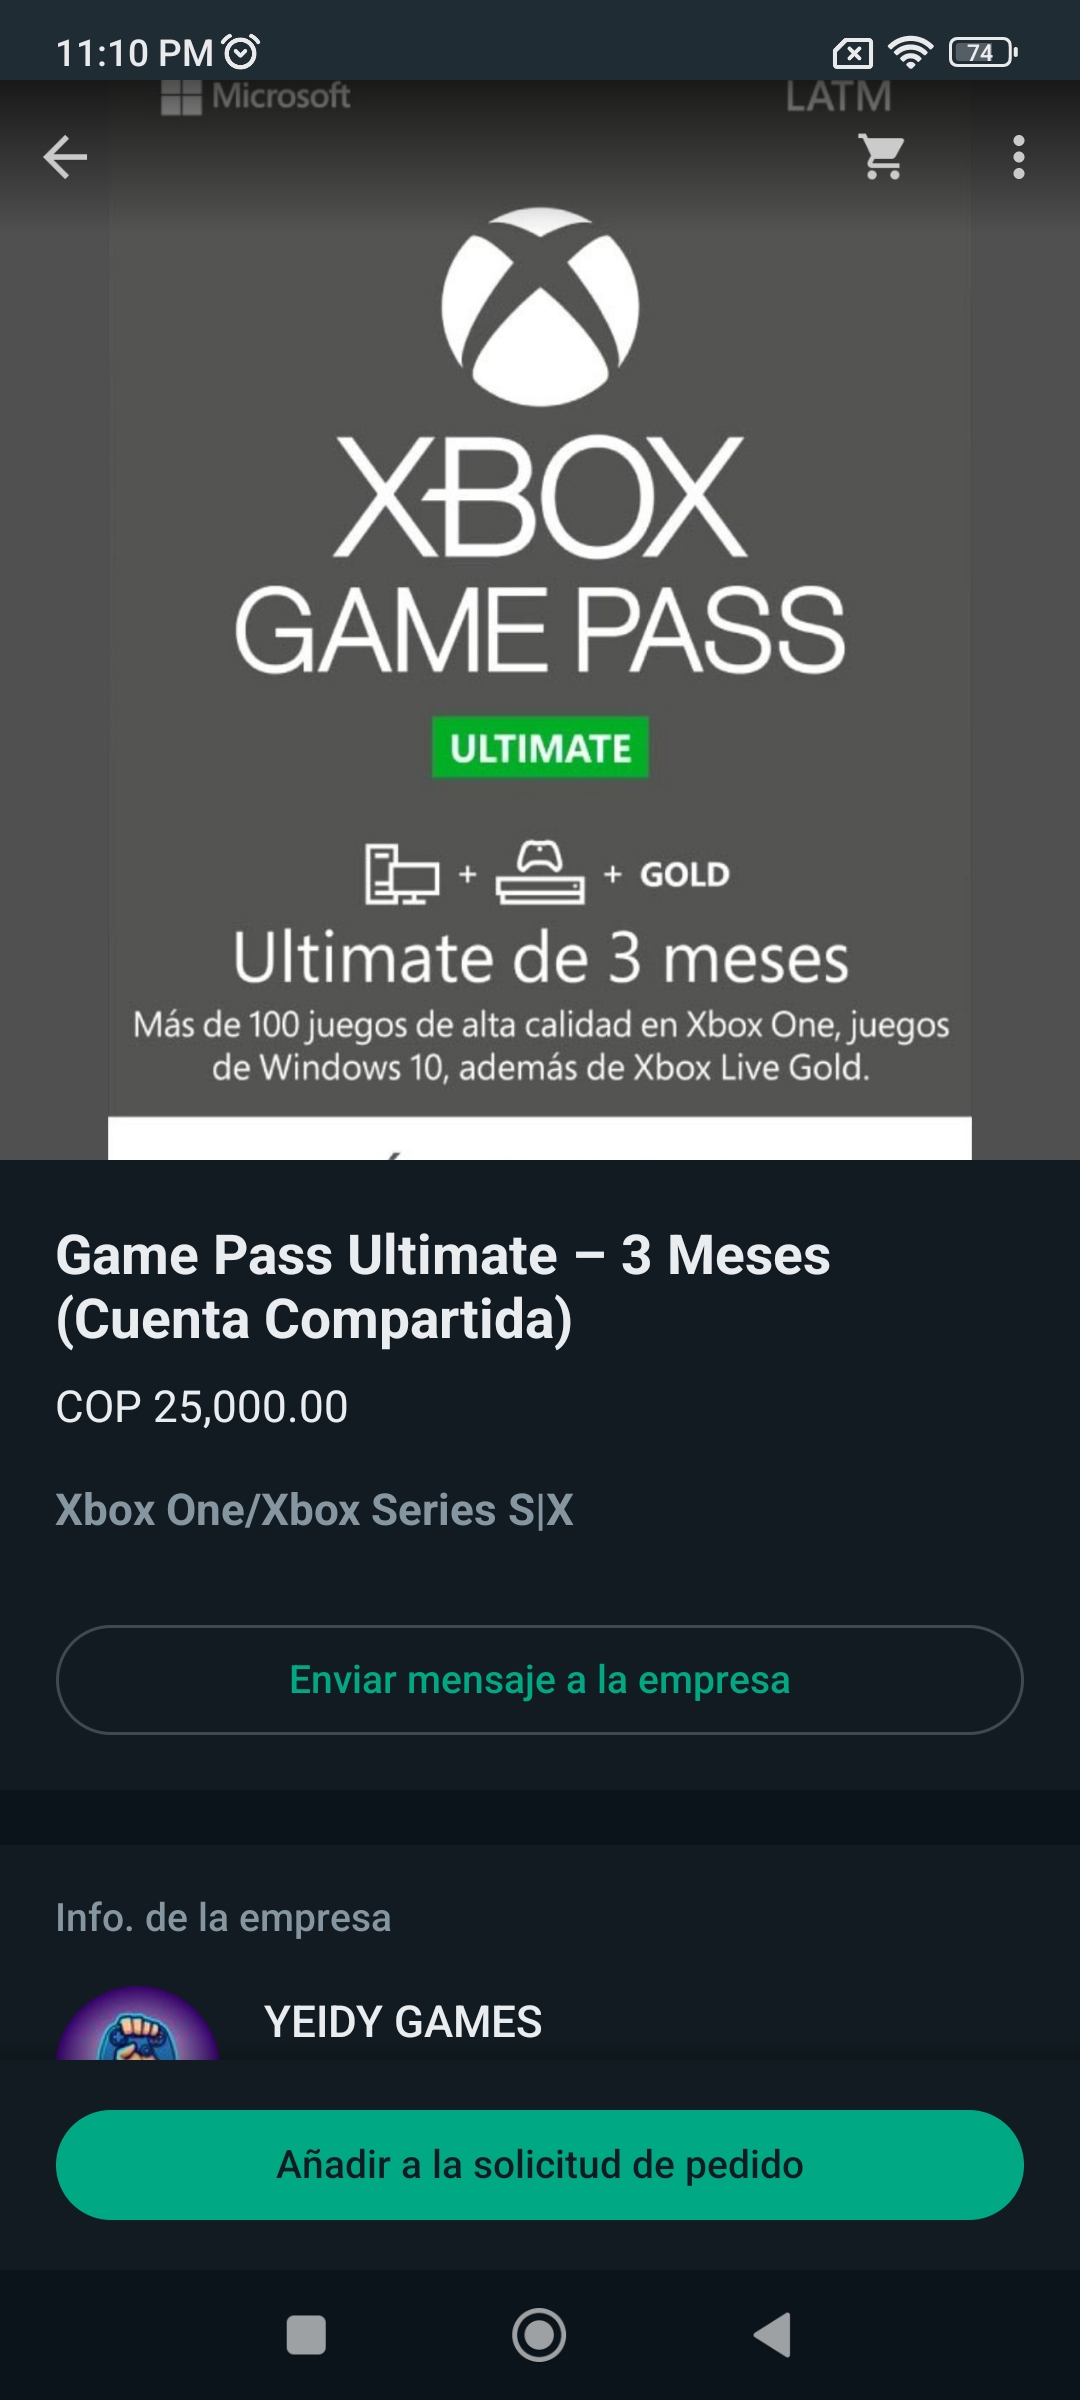 11:10 PM
74
Microsoft
LATM
XBOX
GAME PASS
ULTIMATE
+ + GOLD
Ultimate de 3 meses
Más de 100 juegos de alta calidad en Xbox One, juegos
de Windows 10, además de Xbox Live Gold.
Game Pass Ultimate – 3 Meses
(Cuenta Compartida)
COP 25,000.00
Xbox One/Xbox Series S|X
Enviar mensaje a la empresa
Info. de la empresa
YEIDY GAMES
Añadir a la solicitud de pedido